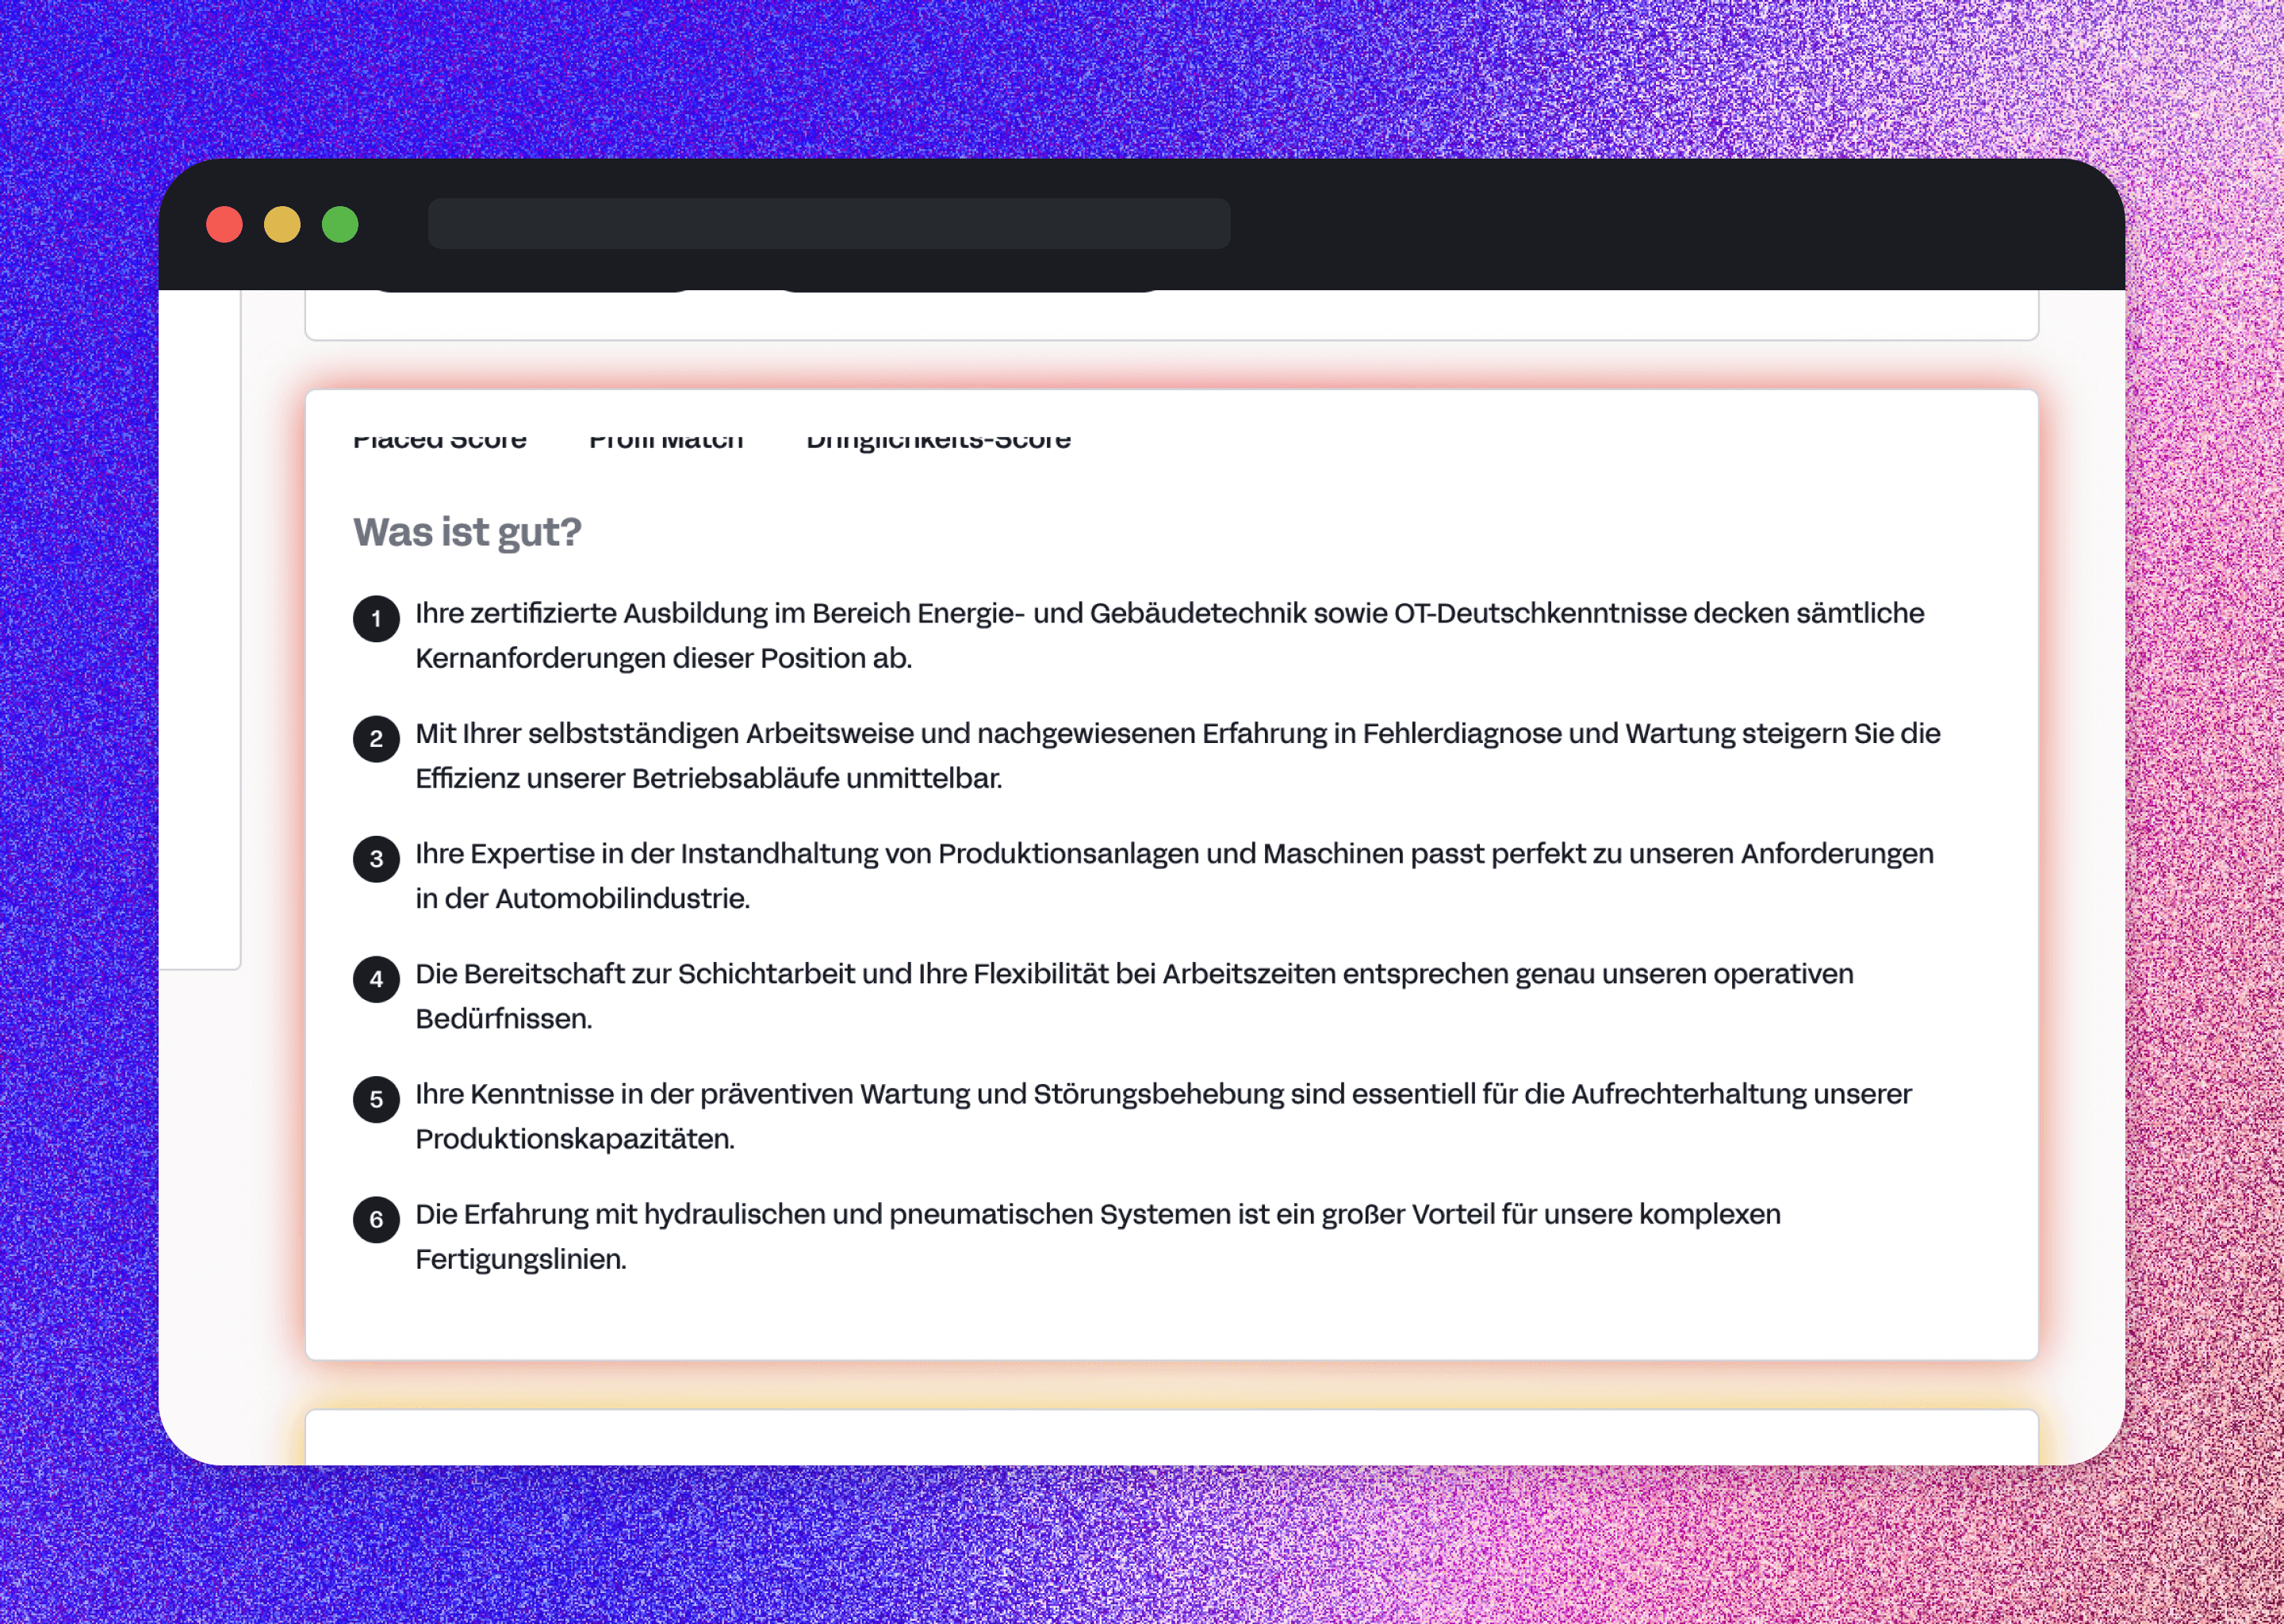 Placed Score Profil Match Dringlichkeits-Score
Was ist gut?
1 Ihre zertifizierte Ausbildung im Bereich Energie- und Gebäudetechnik sowie OT-Deutschkenntnisse decken sämtliche
Kernanforderungen dieser Position ab.
2 Mit Ihrer selbstständigen Arbeitsweise und nachgewiesenen Erfahrung in Fehlerdiagnose und Wartung steigern Sie die
Effizienz unserer Betriebsabläufe unmittelbar.
3 Ihre Expertise in der Instandhaltung von Produktionsanlagen und Maschinen passt perfekt zu unseren Anforderungen
in der Automobilindustrie.
4 Die Bereitschaft zur Schichtarbeit und Ihre Flexibilität bei Arbeitszeiten entsprechen genau unseren operativen
Bedürfnissen.
5 Ihre Kenntnisse in der präventiven Wartung und Störungsbehebung sind essentiell für die Aufrechterhaltung unserer
Produktionskapazitäten.
6 Die Erfahrung mit hydraulischen und pneumatischen Systemen ist ein großer Vorteil für unsere komplexen
Fertigungslinien.